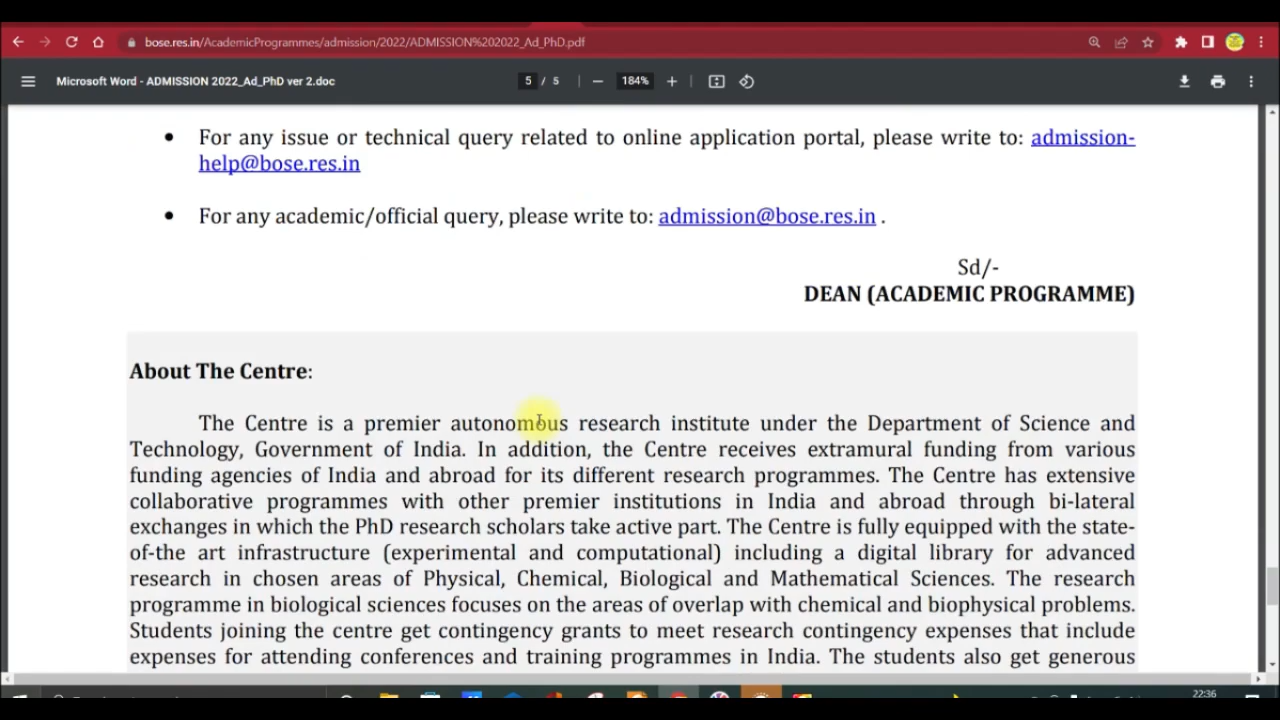 bose.res.in/AcademicProgrammes/admission/2022/ADMISSION%202022_Ad_PhD.pdf
Microsoft Word - ADMISSION 2022_Ad_PhD ver 2.doc
5 / 5
184%
• For any issue or technical query related to online application portal, please write to: admission-
help@bose.res.in
• For any academic/official query, please write to: admission@bose.res.in .
Sd/-
DEAN (ACADEMIC PROGRAMME)
About The Centre:
The Centre is a premier autonomous research institute under the Department of Science and
Technology, Government of India. In addition, the Centre receives extramural funding from various
funding agencies of India and abroad for its different research programmes. The Centre has extensive
collaborative programmes with other premier institutions in India and abroad through bi-lateral
exchanges in which the PhD research scholars take active part. The Centre is fully equipped with the state-
of-the art infrastructure (experimental and computational) including a digital library for advanced
research in chosen areas of Physical, Chemical, Biological and Mathematical Sciences. The research
programme in biological sciences focuses on the areas of overlap with chemical and biophysical problems.
Students joining the centre get contingency grants to meet research contingency expenses that include
expenses for attending conferences and training programmes in India. The students also get generous
22:36